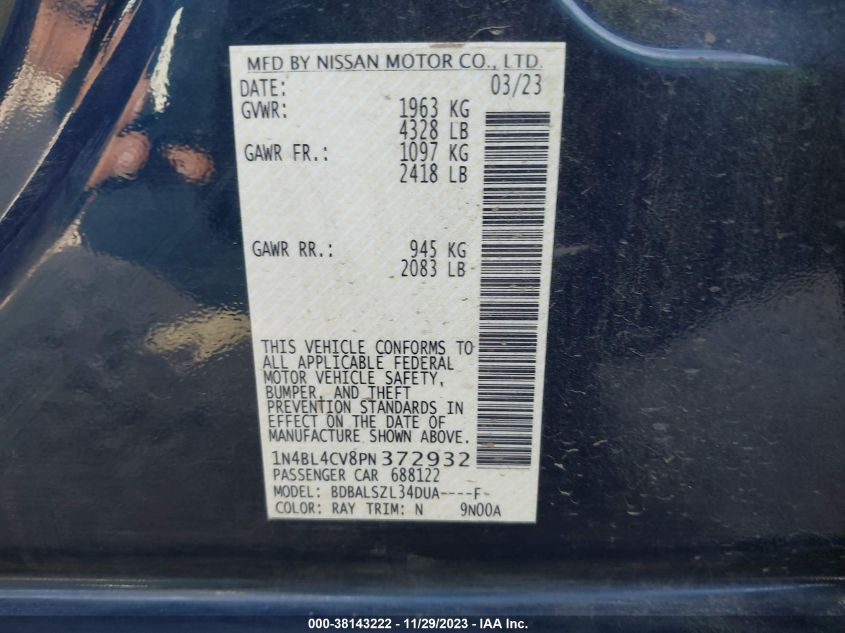 MFD BY NISSAN MOTOR CO., LTD.
DATE: 03/23
GVWR: 1963 KG
4328 LB
GAWR FR.: 1097 KG
2418 LB
GAWR RR.: 945 KG
2083 LB
THIS VEHICLE CONFORMS TO
ALL APPLICABLE FEDERAL
MOTOR VEHICLE SAFETY,
BUMPER, AND THEFT
PREVENTION STANDARDS IN
EFFECT ON THE DATE OF
MANUFACTURE SHOWN ABOVE.
1N4BL4CV8PN372932
PASSENGER CAR 688122
MODEL: BDBALSZL34DUA----F-
COLOR: RAY TRIM: N 9N00A
000-38143222 - 11/29/2023 - IAA Inc.